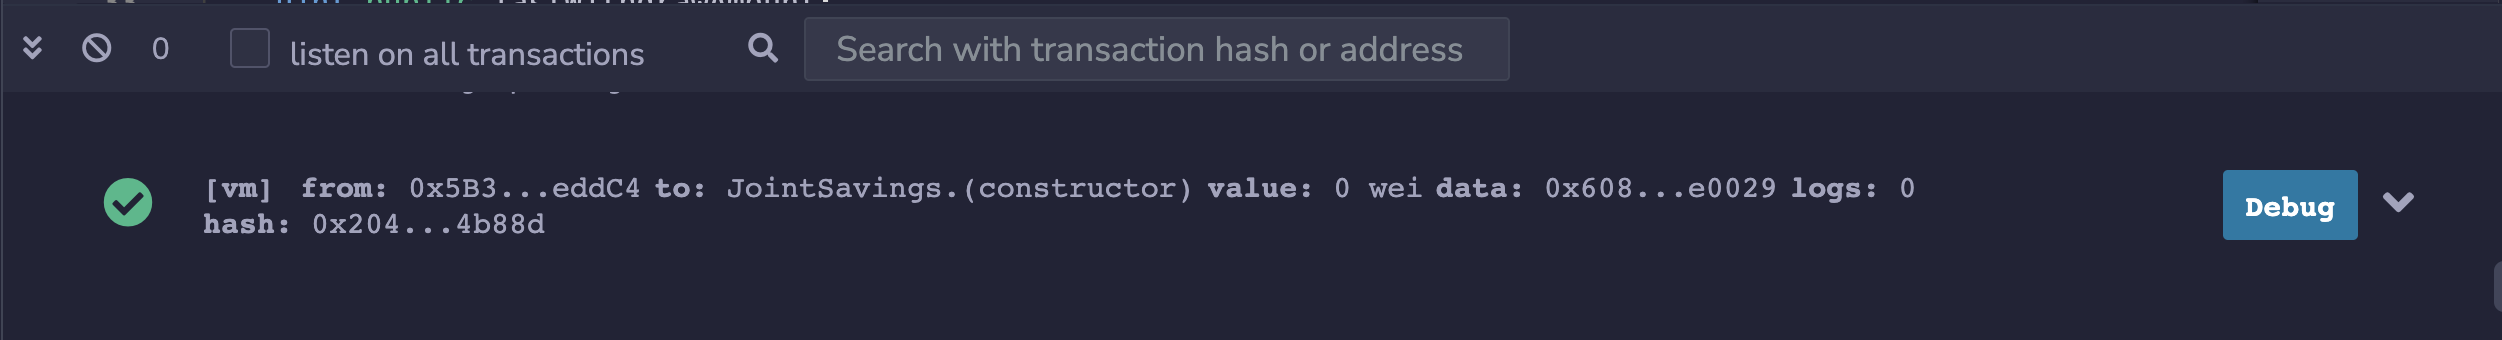 0 listen on all transactions Search with transaction hash or address
[vm] from: 0x5B3...eddC4 to: JointSavings.(constructor) value: 0 wei data: 0x608...e0029 logs: 0
hash: 0x204...4b88d
Debug